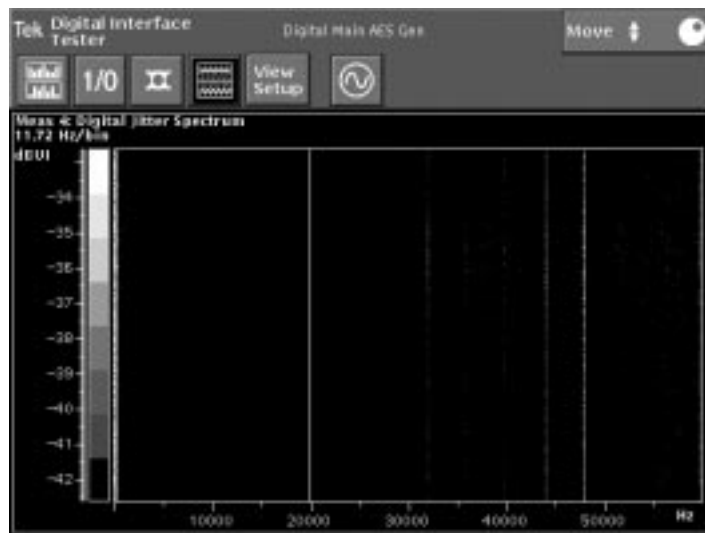 Tek Digital Interface Tester
Digital Main AES Gen
Move
1/0
View Setup
Meas 4: Digital Jitter Spectrum
11.72 Hz/bin
dBUI
-34
-35
-36
-37
-38
-39
-40
-41
-42
10000 20000 30000 40000 50000 Hz